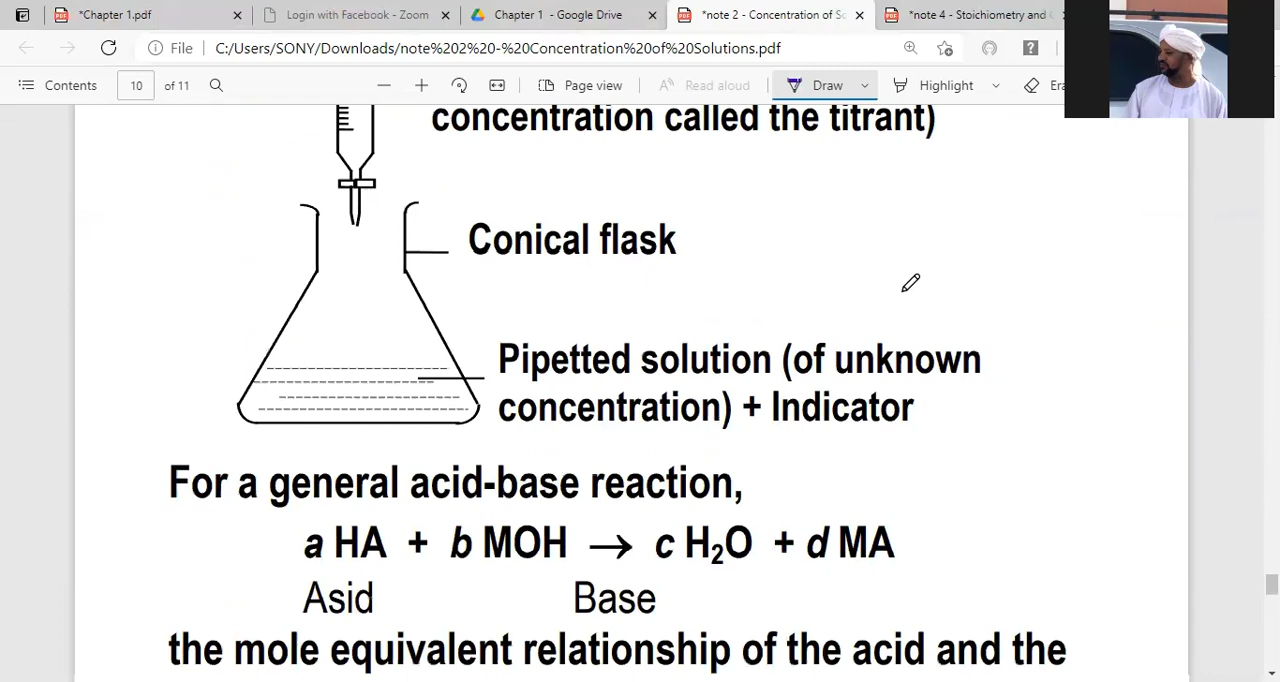 *Chapter 1.pdf
Login with Facebook - Zoom
Chapter 1 - Google Drive
*note 2 - Concentration of So
*note 4 - Stoichiometry and
File
C:/Users/SONY/Downloads/note%202%20-%20Concentration%20of%20Solutions.pdf
Contents
10
of 11
Page view
Read aloud
Draw
Highlight
Era
concentration called the titrant)
Conical flask
Pipetted solution (of unknown
concentration) + Indicator
For a general acid-base reaction,
a HA + b MOH → c H₂O + d MA
Asid Base
the mole equivalent relationship of the acid and the